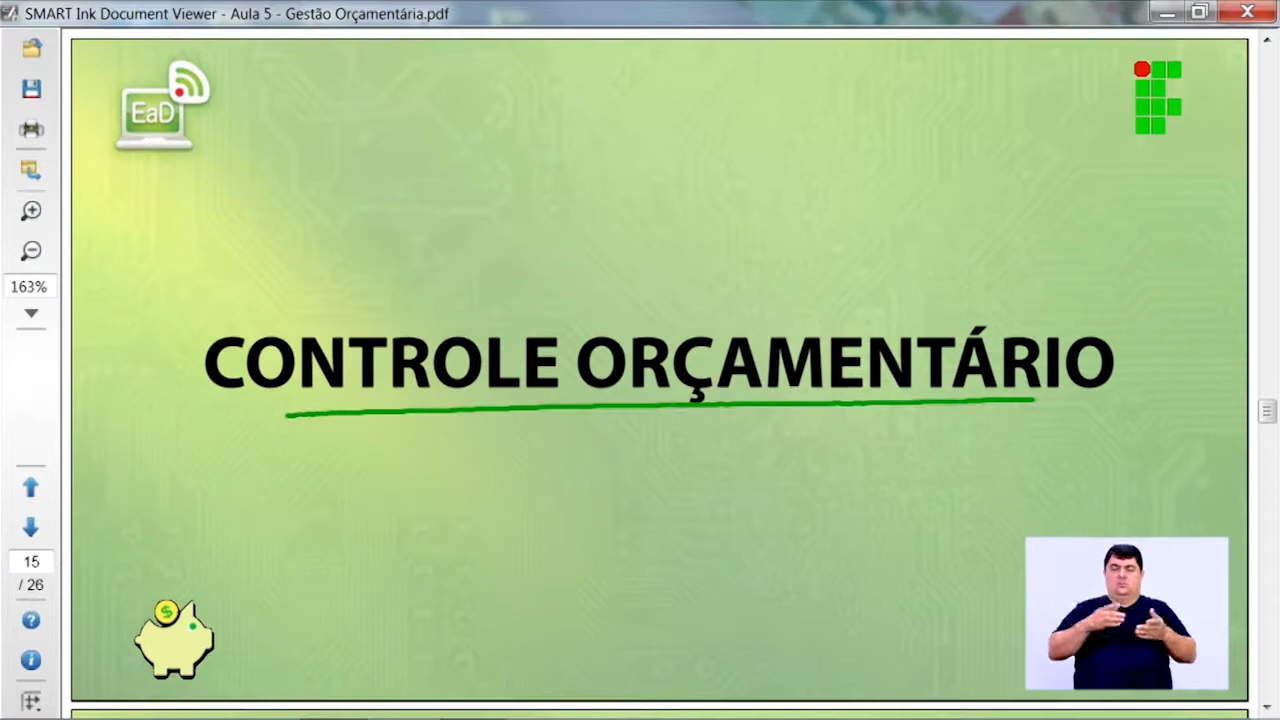 SMART Ink Document Viewer - Aula 5 - Gestão Orçamentária.pdf
EaD
163%
CONTROLE ORÇAMENTÁRIO
15
/ 26
$